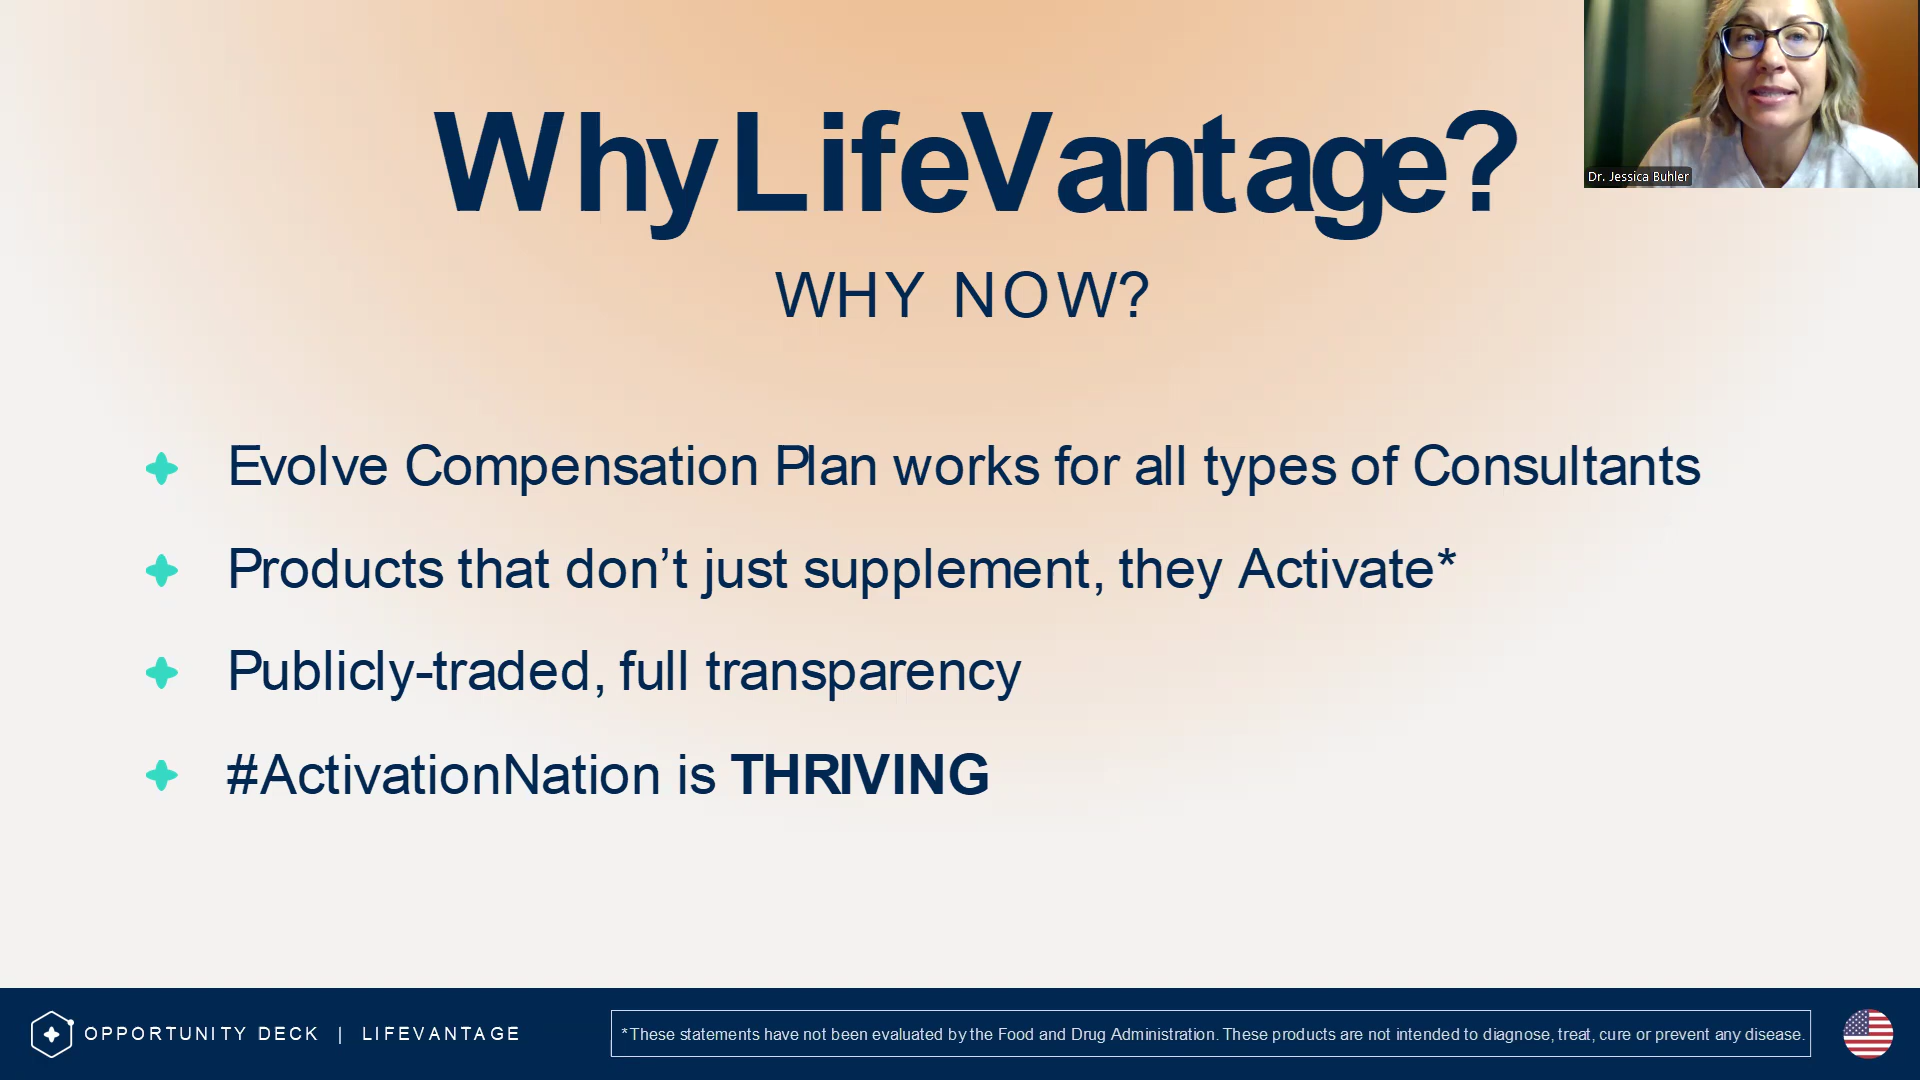 Why LifeVantage?
Dr. Jessica Buhler
WHY NOW?
Evolve Compensation Plan works for all types of Consultants
Products that don’t just supplement, they Activate*
Publicly-traded, full transparency
#ActivationNation is THRIVING
OPPORTUNITY DECK | LIFEVANTAGE
*These statements have not been evaluated by the Food and Drug Administration. These products are not intended to diagnose, treat, cure or prevent any disease.